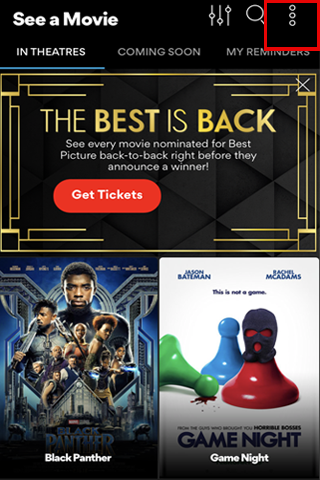 See a Movie
IN THEATRES COMING SOON MY REMINDERS
THE BEST IS BACK
See every movie nominated for Best
Picture back-to-back right before they
announce a winner!
Get Tickets
BLACK
PANTHER
Black Panther
JASON
BATEMAN
RACHEL
MCADAMS
This is not a game.
FROM THE GUYS WHO BROUGHT YOU HORRIBLE BOSSES
GAME NIGHT
Game Night